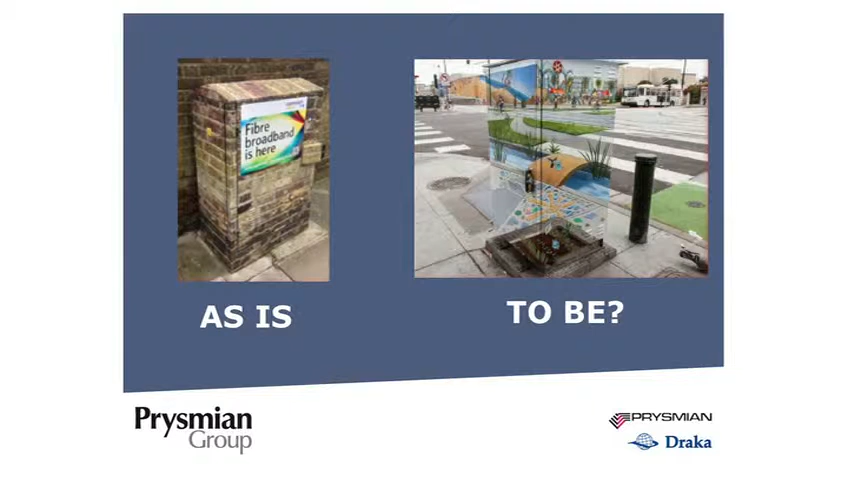 Fibre
broadband
is here
AS IS
TO BE?
Prysmian
Group
PRYSMIAN
Draka